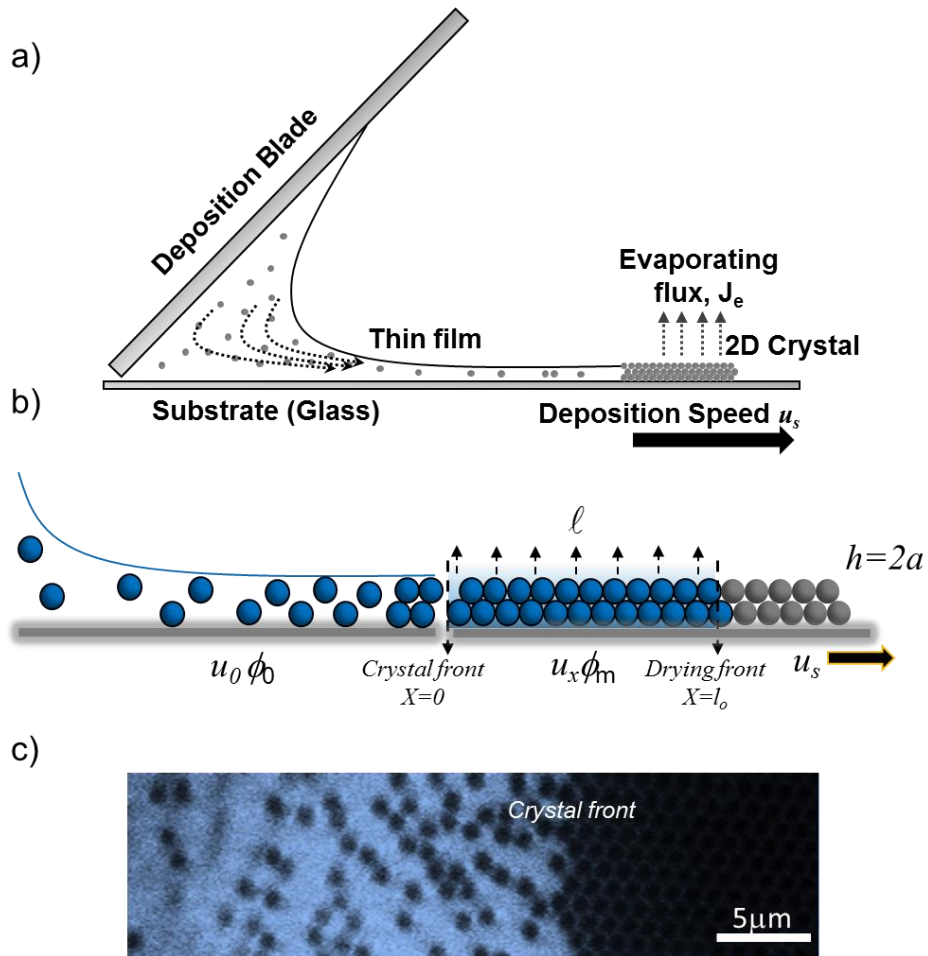 a)
Deposition Blade
Evaporating
flux, Jₑ
Thin film
2D Crystal
Substrate (Glass)
Deposition Speed uₛ
b)
ℓ
h=2a
u₀ ϕ₀
Crystal front
X=0
uₓϕₘ
Drying front
X=lₒ
uₛ
c)
Crystal front
5μm